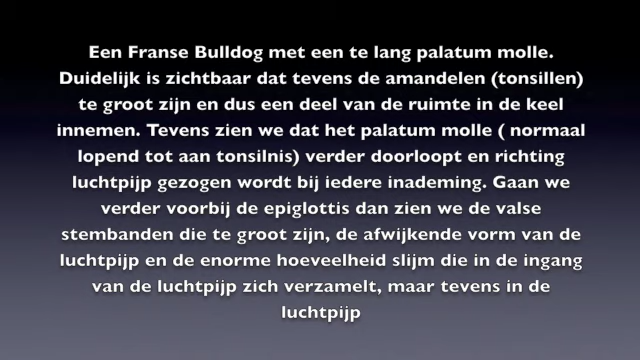 Een Franse Bulldog met een te lang palatum molle.
Duidelijk is zichtbaar dat tevens de amandelen (tonsillen)
te groot zijn en dus een deel van de ruimte in de keel
innemen. Tevens zien we dat het palatum molle ( normaal
lopend tot aan tonsilnis) verder doorloopt en richting
luchtpijp gezogen wordt bij iedere inademing. Gaan we
verder voorbij de epiglottis dan zien we de valse
stembanden die te groot zijn, de afwijkende vorm van de
luchtpijp en de enorme hoeveelheid slijm die in de ingang
van de luchtpijp zich verzamelt, maar tevens in de
luchtpijp